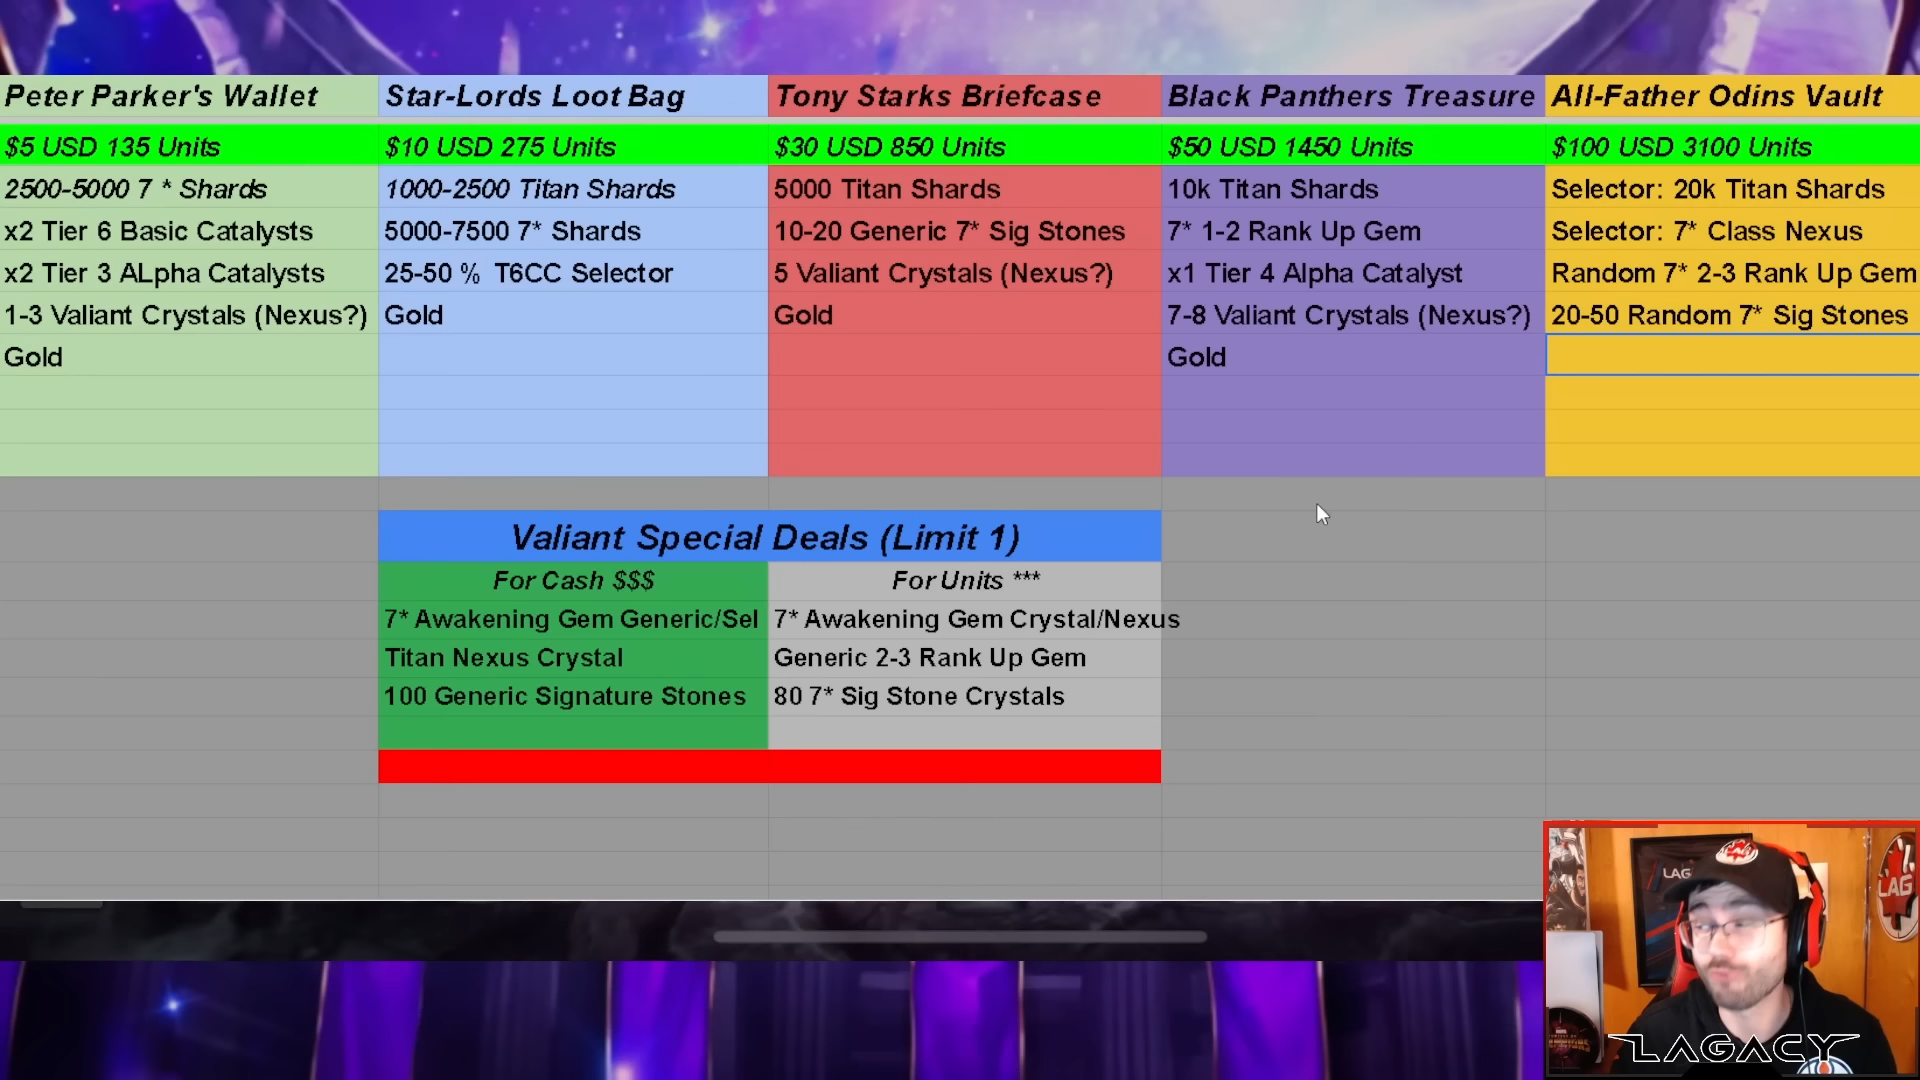 Peter Parker's Wallet
Star-Lords Loot Bag
Tony Starks Briefcase
Black Panthers Treasure
All-Father Odins Vault
$5 USD 135 Units
$10 USD 275 Units
$30 USD 850 Units
$50 USD 1450 Units
$100 USD 3100 Units
2500-5000 7 * Shards
1000-2500 Titan Shards
5000 Titan Shards
10k Titan Shards
Selector: 20k Titan Shards
x2 Tier 6 Basic Catalysts
5000-7500 7* Shards
10-20 Generic 7* Sig Stones
7* 1-2 Rank Up Gem
Selector: 7* Class Nexus
x2 Tier 3 ALpha Catalysts
25-50 % T6CC Selector
5 Valiant Crystals (Nexus?)
x1 Tier 4 Alpha Catalyst
Random 7* 2-3 Rank Up Gem
1-3 Valiant Crystals (Nexus?)
Gold
Gold
7-8 Valiant Crystals (Nexus?)
20-50 Random 7* Sig Stones
Gold
Gold
Valiant Special Deals (Limit 1)
For Cash $$$
For Units ***
7* Awakening Gem Generic/Sel
7* Awakening Gem Crystal/Nexus
Titan Nexus Crystal
Generic 2-3 Rank Up Gem
100 Generic Signature Stones
80 7* Sig Stone Crystals
LAG
LAG
LAGACY